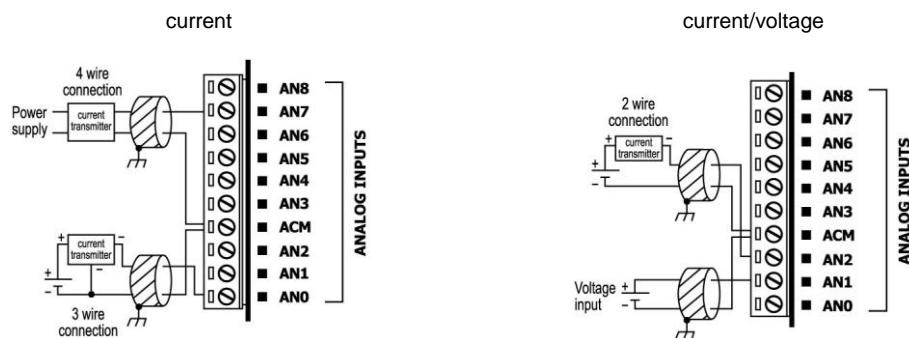 current
4 wire
connection
Power
supply
current
transmitter
AN8
AN7
AN6
AN5
AN4
AN3
ACM
AN2
AN1
AN0
ANALOG INPUTS
+
+
−
−
current
transmitter
−
3 wire
connection
current/voltage
2 wire
connection
+
−
current
transmitter
+
−
AN8
AN7
AN6
AN5
AN4
AN3
ACM
AN2
AN1
AN0
ANALOG INPUTS
Voltage
input
+
−